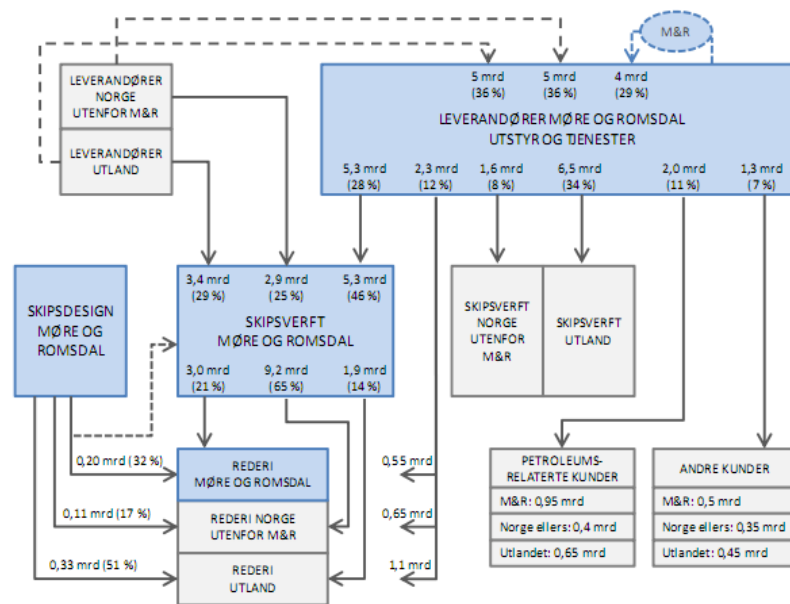 M&R
LEVERANDØRER
NORGE
UTENFOR M&R
LEVERANDØRER
UTLAND
5 mrd
(36 %)
5 mrd
(36 %)
4 mrd
(29 %)
LEVERANDØRER MØRE OG ROMSDAL
UTSTYR OG TJENESTER
5,3 mrd
(28 %)
2,3 mrd
(12 %)
1,6 mrd
(8 %)
6,5 mrd
(34 %)
2,0 mrd
(11 %)
1,3 mrd
(7 %)
SKIPSDESIGN
MØRE OG
ROMSDAL
3,4 mrd
(29 %)
2,9 mrd
(25 %)
5,3 mrd
(46 %)
SKIPSVERFT
MØRE OG ROMSDAL
3,0 mrd
(21 %)
9,2 mrd
(65 %)
1,9 mrd
(14 %)
SKIPSVERFT
NORGE
UTENFOR
M&R
SKIPSVERFT
UTLAND
0,20 mrd (32 %)
0,11 mrd (17 %)
0,33 mrd (51 %)
REDERI
MØRE OG ROMSDAL
REDERI NORGE
UTENFOR M&R
REDERI
UTLAND
0,55 mrd
0,65 mrd
1,1 mrd
PETROLEUMS-
RELATERTE KUNDER
M&R: 0,95 mrd
Norge ellers: 0,4 mrd
Utlandet: 0,65 mrd
ANDRE KUNDER
M&R: 0,5 mrd
Norge ellers: 0,35 mrd
Utlandet: 0,45 mrd